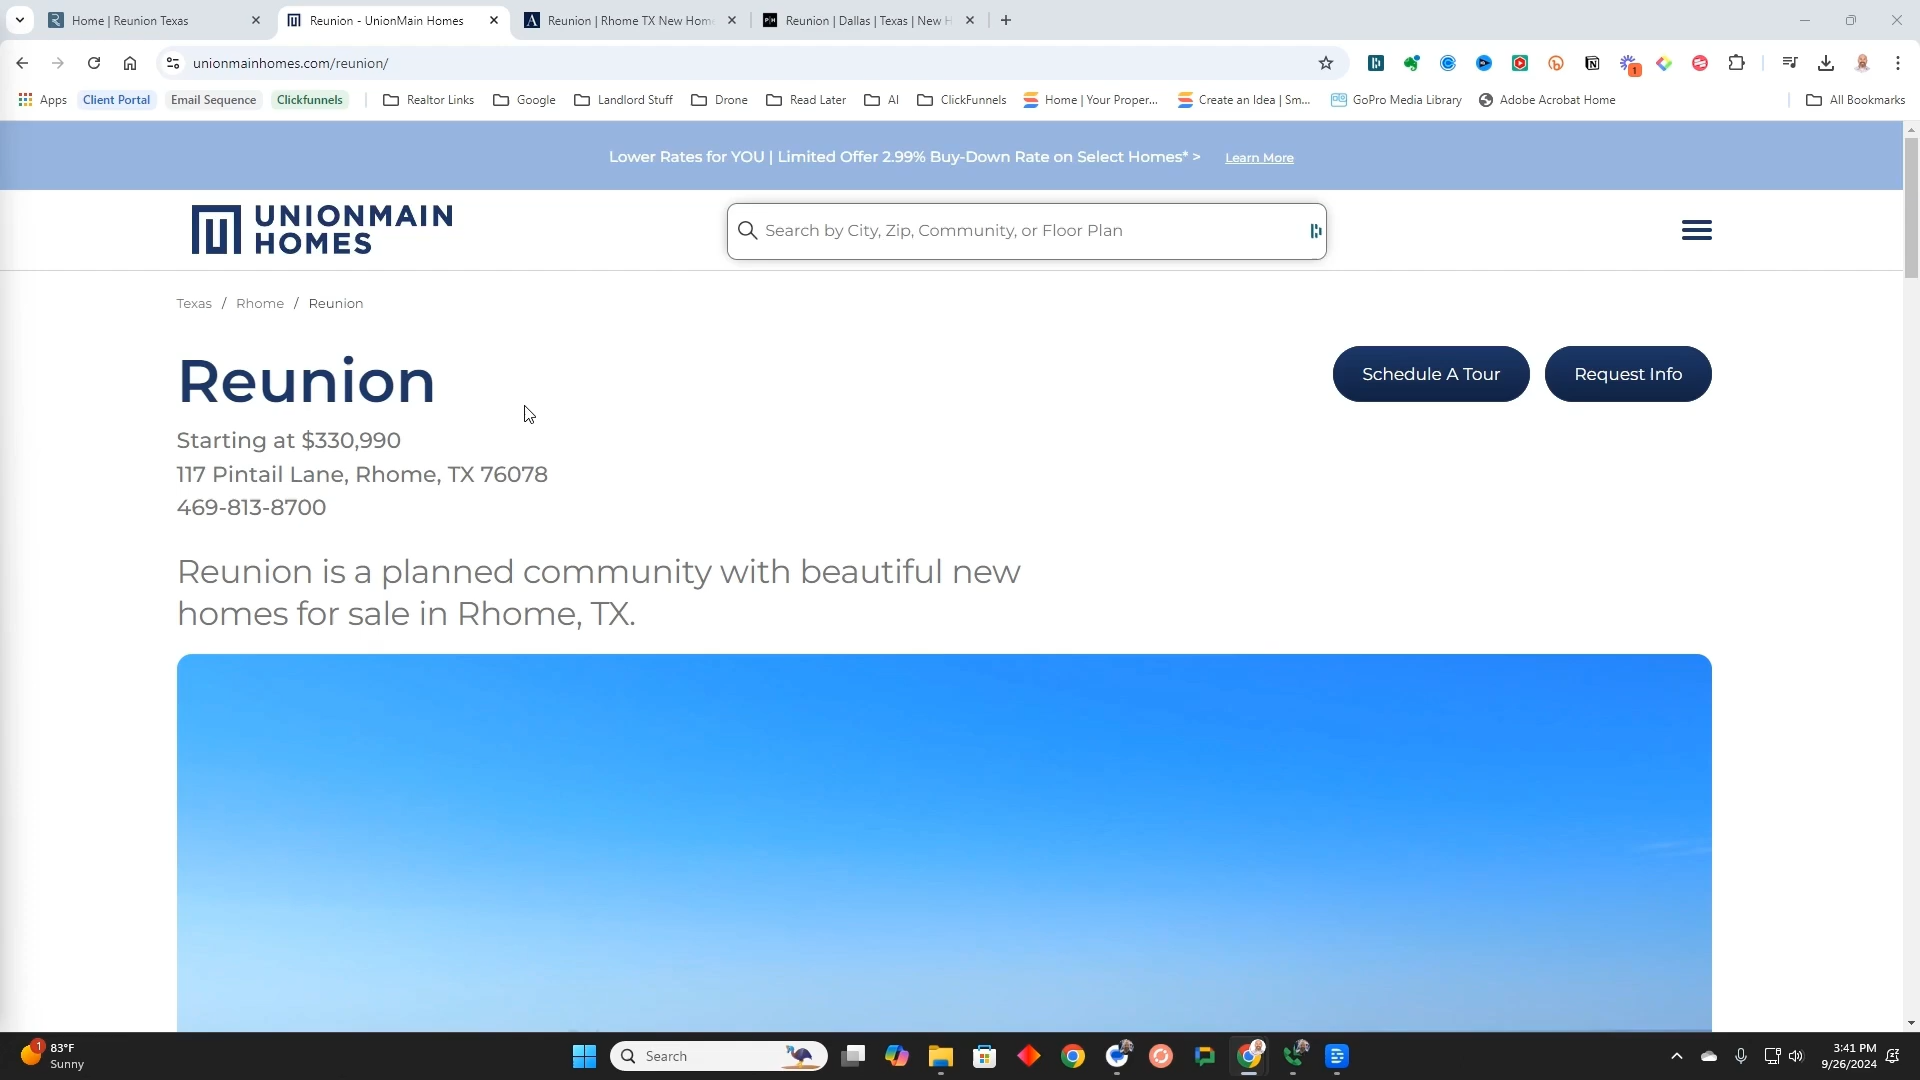 Home | Reunion Texas
Reunion - UnionMain Homes
Reunion | Rhome TX New Home
Reunion | Dallas | Texas | New H
unionmainhomes.com/reunion/
1
Apps
Client Portal
Email Sequence
Clickfunnels
Realtor Links
Google
Landlord Stuff
Drone
Read Later
AI
ClickFunnels
Home | Your Proper...
Create an Idea | Sm...
GoPro Media Library
Adobe Acrobat Home
All Bookmarks
Lower Rates for YOU | Limited Offer 2.99% Buy-Down Rate on Select Homes* >
Learn More
UNIONMAIN
HOMES
Search by City, Zip, Community, or Floor Plan
Texas / Rhome / Reunion
Reunion
Schedule A Tour
Request Info
Starting at $330,990
117 Pintail Lane, Rhome, TX 76078
469-813-8700
Reunion is a planned community with beautiful new
homes for sale in Rhome, TX.
1
83°F
Sunny
Search
3:41 PM
9/26/2024